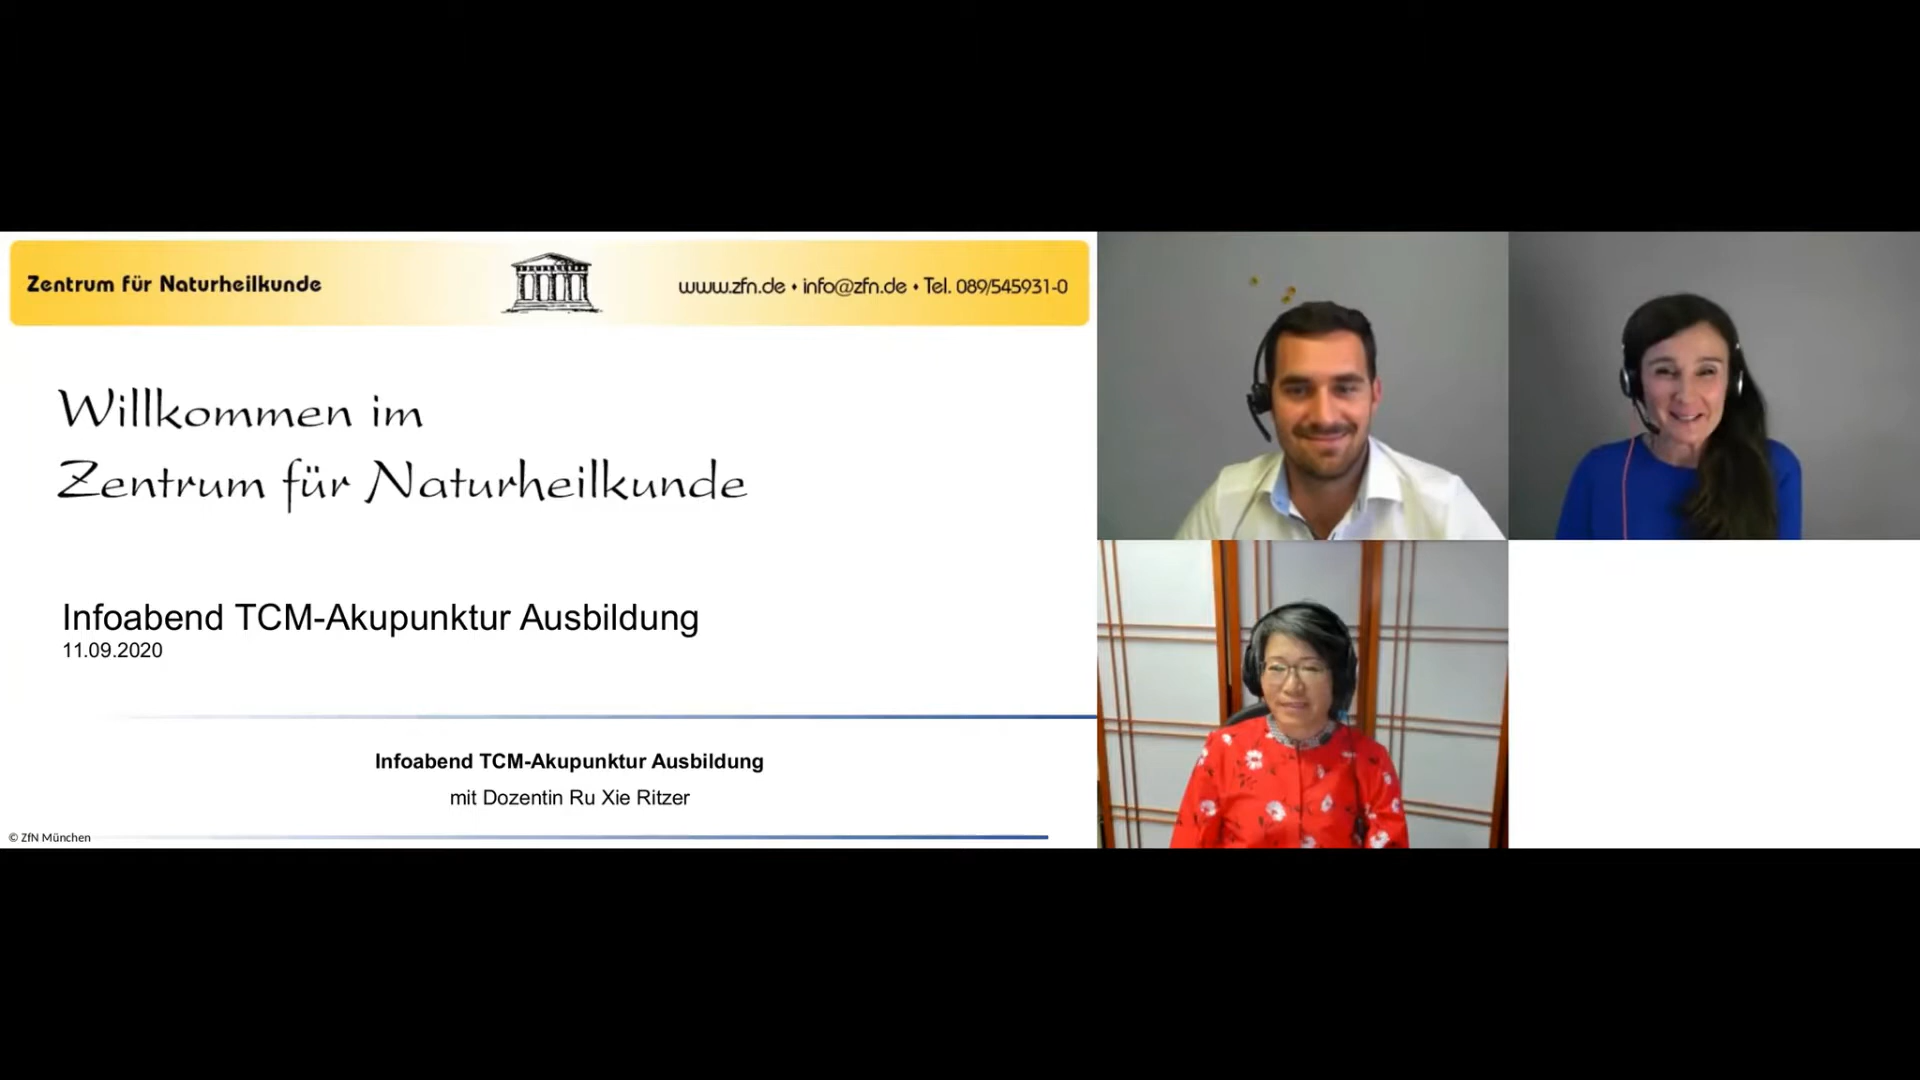 Zentrum für Naturheilkunde
www.zfn.de • info@zfn.de • Tel. 089/545931-0
Willkommen im
Zentrum für Naturheilkunde
Infoabend TCM-Akupunktur Ausbildung
11.09.2020
Infoabend TCM-Akupunktur Ausbildung
mit Dozentin Ru Xie Ritzer
© ZfN München